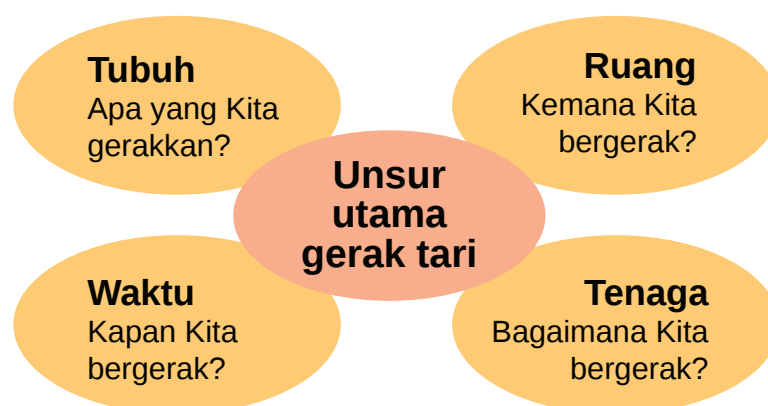 Tubuh
Apa yang Kita
gerakkan?
Ruang
Kemana Kita
bergerak?
Unsur
utama
gerak tari
Waktu
Kapan Kita
bergerak?
Tenaga
Bagaimana Kita
bergerak?